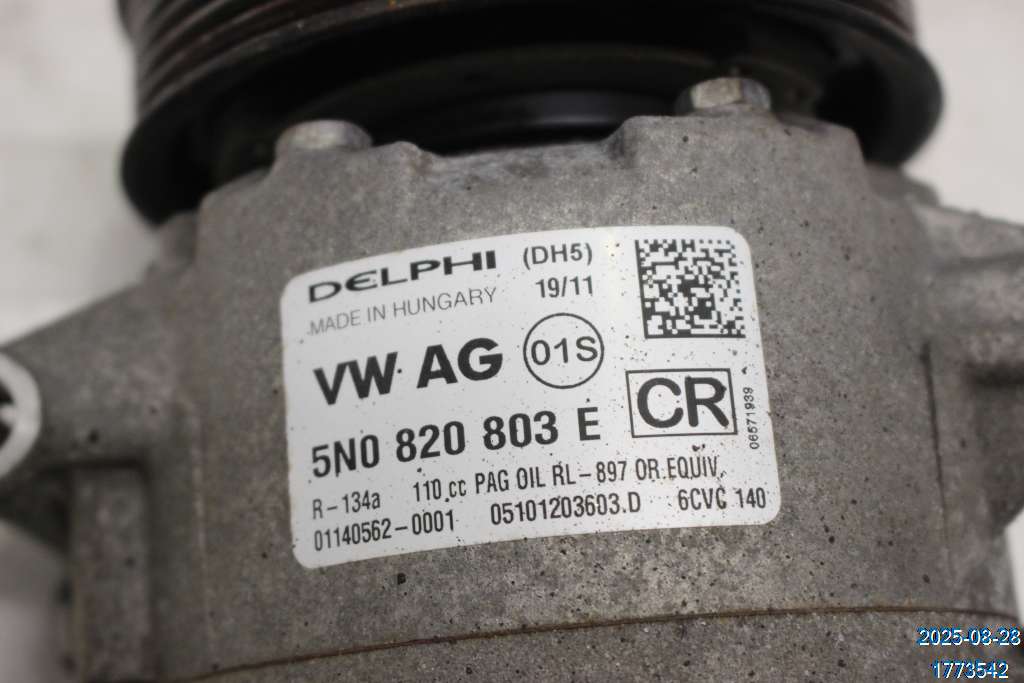 DELPHI (DH5)
MADE IN HUNGARY 19/11
VW AG 01S
5N0 820 803 E CR
06571939
R-134a 110 cc PAG OIL RL-897 OR EQUIV.
01140562-0001 05101203603.D 6CVC 140
2025-08-28
1773542